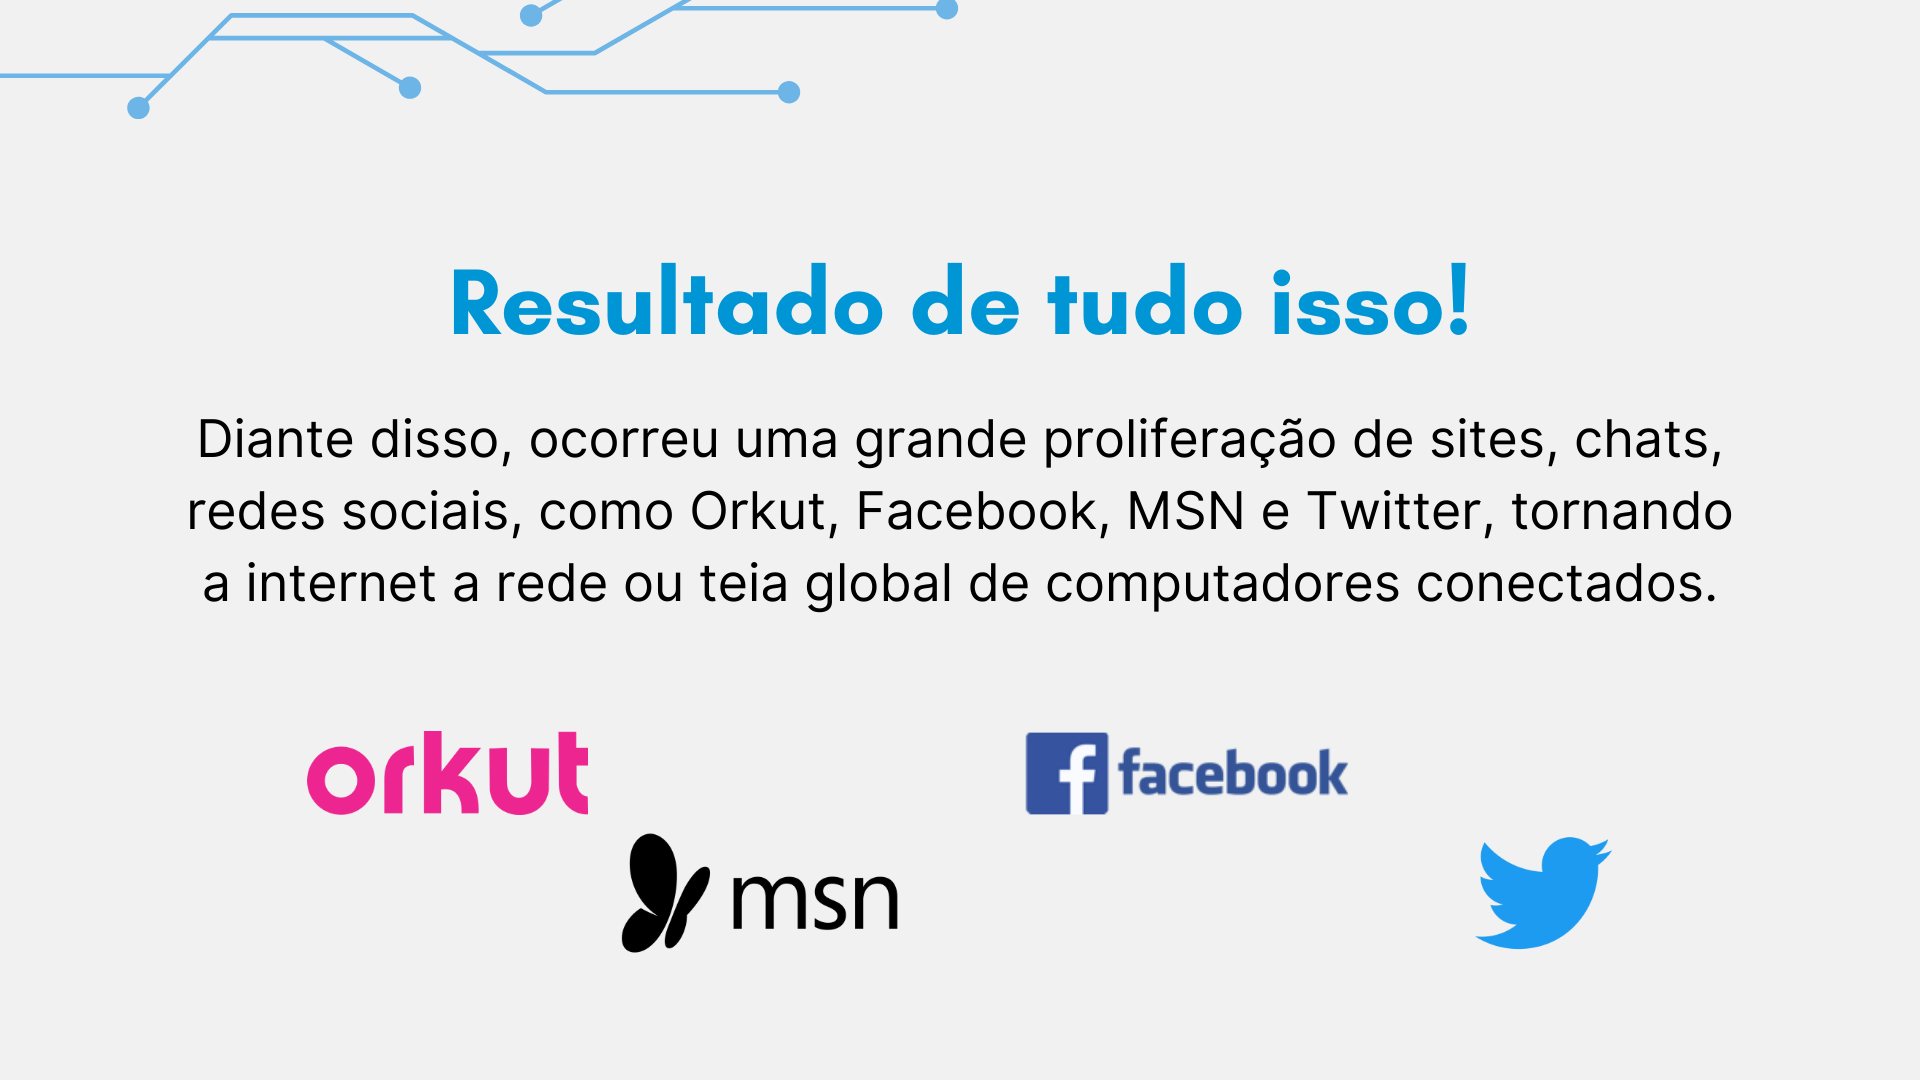 Resultado de tudo isso!
Diante disso, ocorreu uma grande proliferação de sites, chats,
redes sociais, como Orkut, Facebook, MSN e Twitter, tornando
a internet a rede ou teia global de computadores conectados.
orkut
f facebook
msn